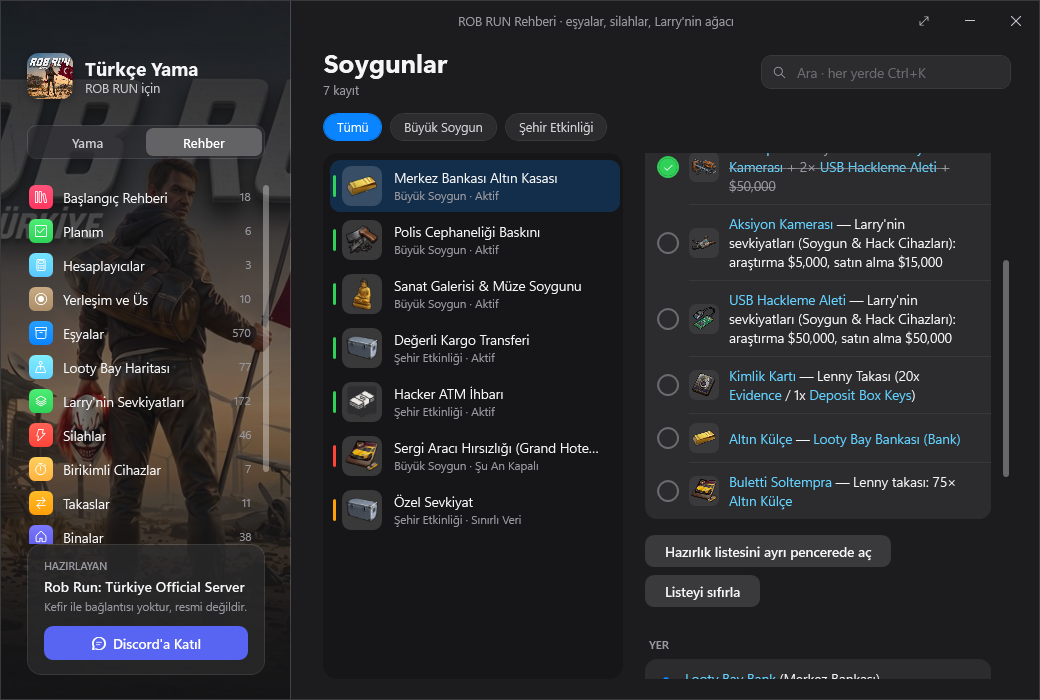 ROB RUN Rehberi · eşyalar, silahlar, Larry'nin ağacı
ROB RUN
Türkçe Yama
ROB RUN için
Yama
Rehber
Başlangıç Rehberi 18
Planım 6
Hesaplayıcılar 3
Yerleşim ve Üs 10
Eşyalar 570
Looty Bay Haritası 77
Larry'nin Sevkiyatları 172
Silahlar 46
Birikimli Cihazlar 7
Takaslar 11
Binalar 38
HAZIRLAYAN
Rob Run: Türkiye Official Server
Kefir ile bağlantısı yoktur, resmi değildir.
Discord'a Katıl
Soygunlar
7 kayıt
Ara · her yerde Ctrl+K
Tümü
Büyük Soygun
Şehir Etkinliği
Merkez Bankası Altın Kasası
Büyük Soygun · Aktif
Polis Cephaneliği Baskını
Büyük Soygun · Aktif
Sanat Galerisi & Müze Soygunu
Büyük Soygun · Aktif
Değerli Kargo Transferi
Şehir Etkinliği · Aktif
Hacker ATM İhbarı
Şehir Etkinliği · Aktif
Sergi Aracı Hırsızlığı (Grand Hote...
Büyük Soygun · Şu An Kapalı
Özel Sevkiyat
Şehir Etkinliği · Sınırlı Veri
Kamerası + 2× USB Hackleme Aleti +
$50,000
Aksiyon Kamerası — Larry'nin
sevkiyatları (Soygun & Hack Cihazları):
araştırma $5,000, satın alma $15,000
USB Hackleme Aleti — Larry'nin
sevkiyatları (Soygun & Hack Cihazları):
araştırma $50,000, satın alma $50,000
Kimlik Kartı — Lenny Takası (20x
Evidence / 1x Deposit Box Keys)
Altın Külçe — Looty Bay Bankası (Bank)
Buletti Soltempra — Lenny takası: 75×
Altın Külçe
Hazırlık listesini ayrı pencerede aç
Listeyi sıfırla
YER
Looty Bay Bank (Merkez Bankası)